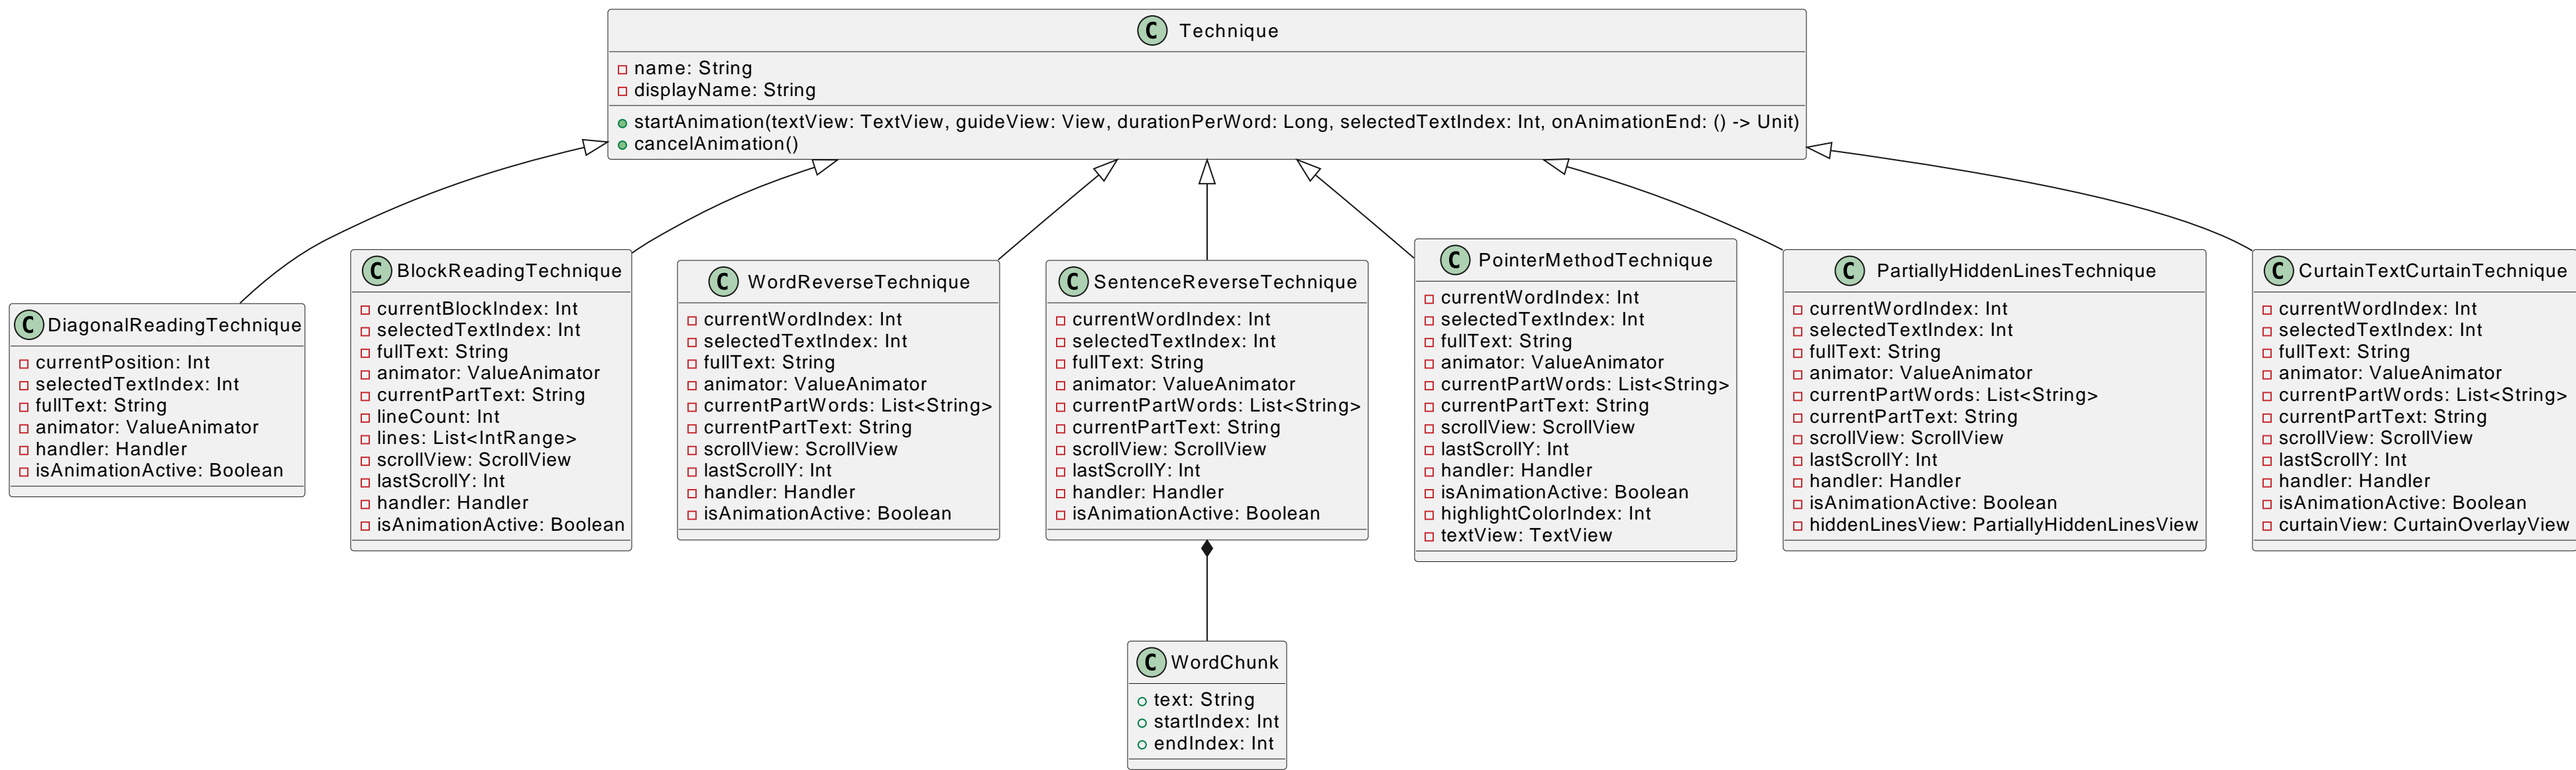 C Technique
name: String
displayName: String
startAnimation(textView: TextView, guideView: View, durationPerWord: Long, selectedTextIndex: Int, onAnimationEnd: () -> Unit)
cancelAnimation()
C DiagonalReadingTechnique
currentPosition: Int
selectedTextIndex: Int
fullText: String
animator: ValueAnimator
handler: Handler
isAnimationActive: Boolean
C BlockReadingTechnique
currentBlockIndex: Int
selectedTextIndex: Int
fullText: String
animator: ValueAnimator
currentPartText: String
lineCount: Int
lines: List<IntRange>
scrollView: ScrollView
lastScrollY: Int
handler: Handler
isAnimationActive: Boolean
C WordReverseTechnique
currentWordIndex: Int
selectedTextIndex: Int
fullText: String
animator: ValueAnimator
currentPartWords: List<String>
currentPartText: String
scrollView: ScrollView
lastScrollY: Int
handler: Handler
isAnimationActive: Boolean
C SentenceReverseTechnique
currentWordIndex: Int
selectedTextIndex: Int
fullText: String
animator: ValueAnimator
currentPartWords: List<String>
currentPartText: String
scrollView: ScrollView
lastScrollY: Int
handler: Handler
isAnimationActive: Boolean
C PointerMethodTechnique
currentWordIndex: Int
selectedTextIndex: Int
fullText: String
animator: ValueAnimator
currentPartWords: List<String>
currentPartText: String
scrollView: ScrollView
lastScrollY: Int
handler: Handler
isAnimationActive: Boolean
highlightColorIndex: Int
textView: TextView
C PartiallyHiddenLinesTechnique
currentWordIndex: Int
selectedTextIndex: Int
fullText: String
animator: ValueAnimator
currentPartWords: List<String>
currentPartText: String
scrollView: ScrollView
lastScrollY: Int
handler: Handler
isAnimationActive: Boolean
hiddenLinesView: PartiallyHiddenLinesView
C CurtainTextCurtainTechnique
currentWordIndex: Int
selectedTextIndex: Int
fullText: String
animator: ValueAnimator
currentPartWords: List<String>
currentPartText: String
scrollView: ScrollView
lastScrollY: Int
handler: Handler
isAnimationActive: Boolean
curtainView: CurtainOverlayView
C WordChunk
text: String
startIndex: Int
endIndex: Int